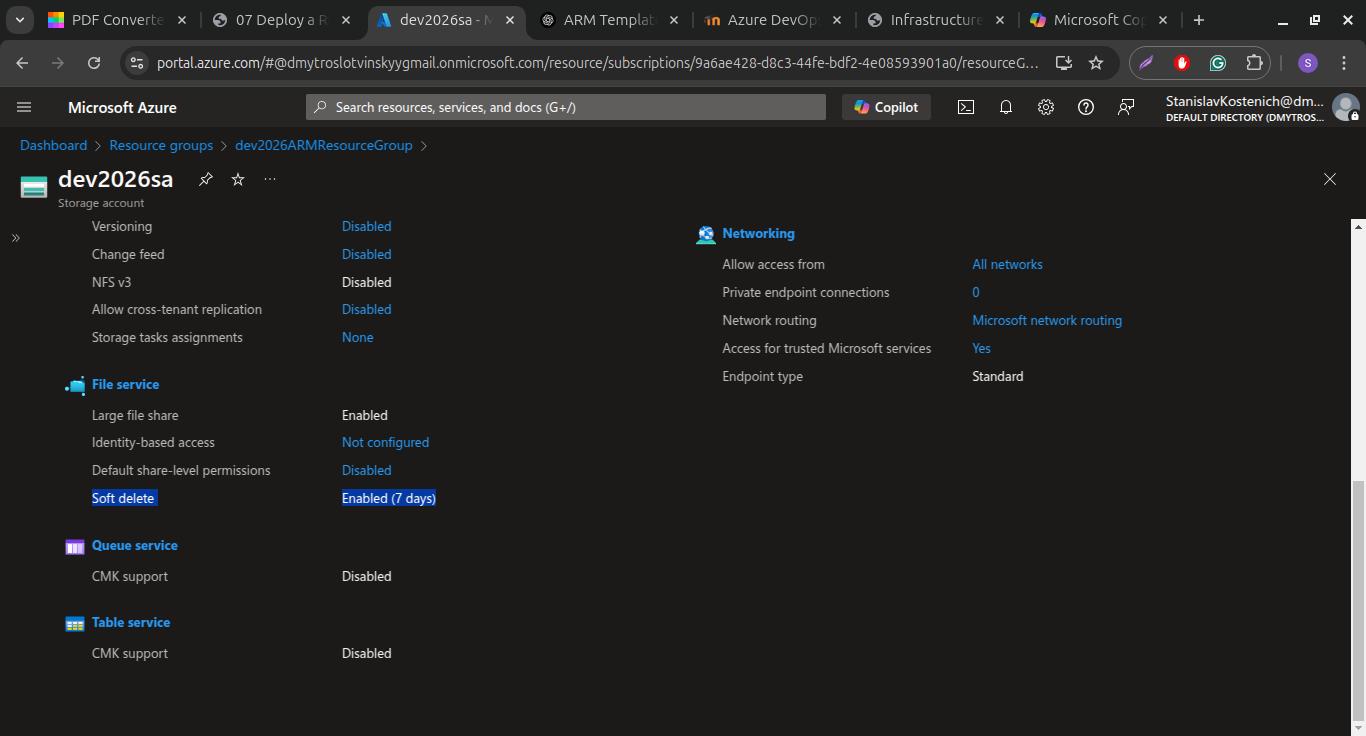 PDF Converte
07 Deploy a R
dev2026sa - M
ARM Templat
Azure DevOp
Infrastructure
Microsoft Co
portal.azure.com/#@dmytroslotvinskyygmail.onmicrosoft.com/resource/subscriptions/9a6ae428-d8c3-44fe-bdf2-4e08593901a0/resourceG...
S
Microsoft Azure
Search resources, services, and docs (G+/)
Copilot
StanislavKostenich@dm...
DEFAULT DIRECTORY (DMYTROS...
Dashboard > Resource groups > dev2026ARMResourceGroup >
dev2026sa
Storage account
Versioning Disabled
Change feed Disabled
NFS v3 Disabled
Allow cross-tenant replication Disabled
Storage tasks assignments None
File service
Large file share Enabled
Identity-based access Not configured
Default share-level permissions Disabled
Soft delete Enabled (7 days)
Queue service
CMK support Disabled
Table service
CMK support Disabled
Networking
Allow access from All networks
Private endpoint connections 0
Network routing Microsoft network routing
Access for trusted Microsoft services Yes
Endpoint type Standard